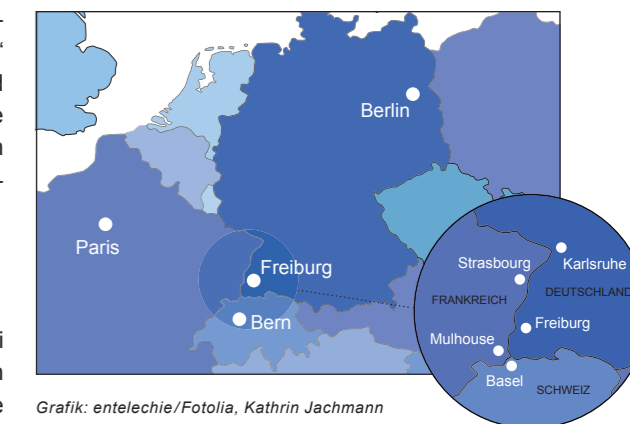 Berlin
Paris
Freiburg
Bern
Strasbourg
Karlsruhe
FRANKREICH
DEUTSCHLAND
Freiburg
Mulhouse
Basel
SCHWEIZ
Grafik: entelechie/Fotolia, Kathrin Jachmann